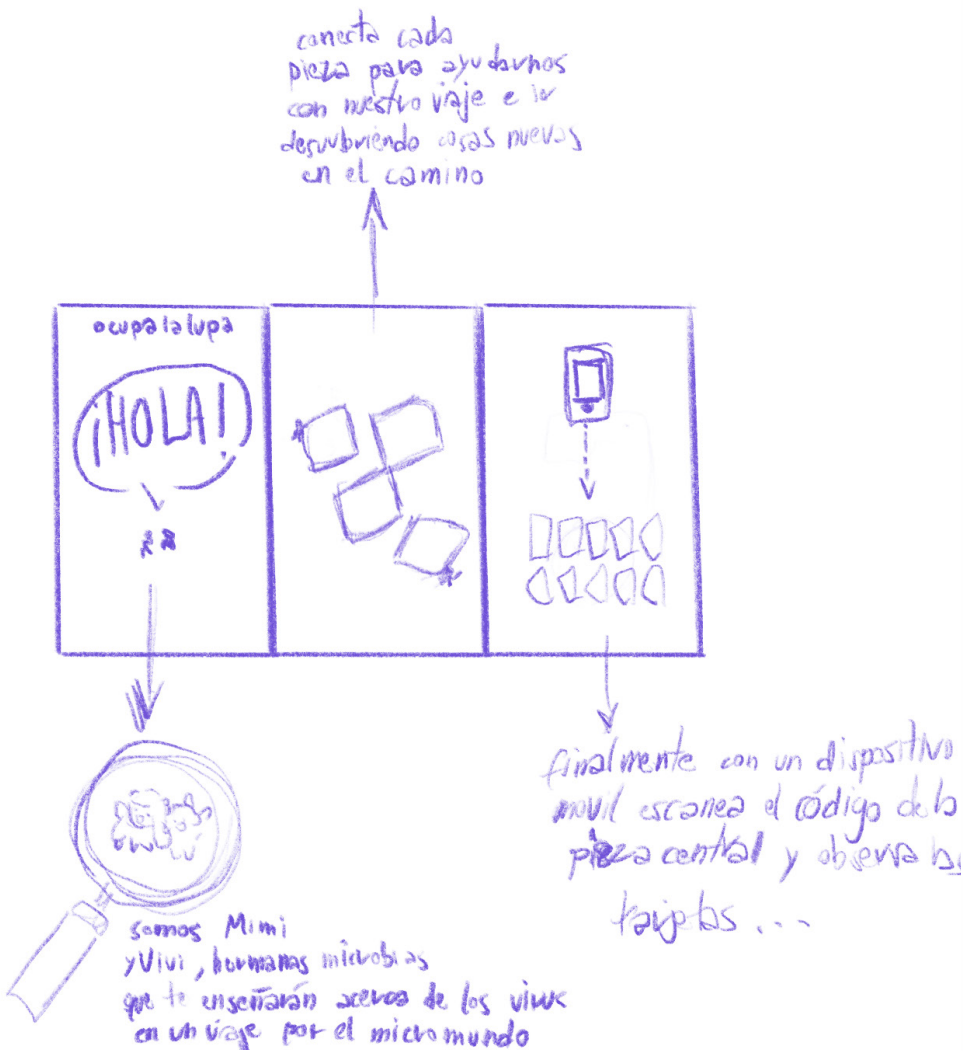 conecta cada
pieza para ayudarnos
con nuestro viaje e ir
descubriendo cosas nuevas
en el camino
ocupa la lupa
¡HOLA!
somos Mimi
y Vivi, hermanas microbias
que te enseñarán acerca de los virus
en un viaje por el micromundo
finalmente con un dispositivo
movil escanea el código de la
pieza central y observa las
tarjetas ...